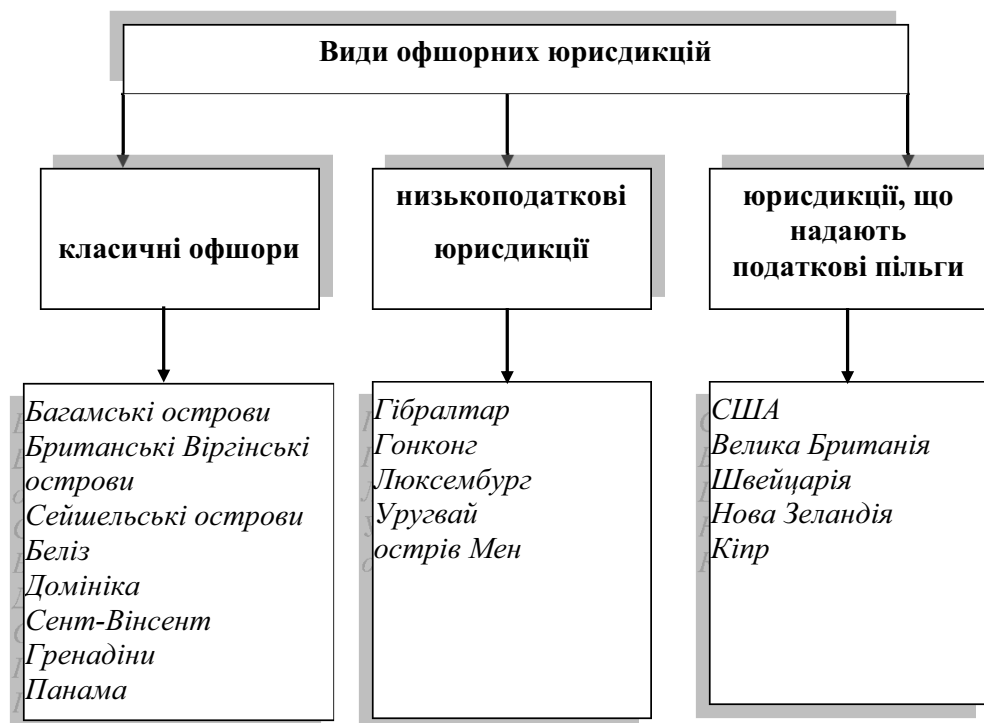 Види офшорних юрисдикцій
класичні офшори
низькоподаткові
юрисдикції
юрисдикції, що
надають
податкові пільги
Багамські острови
Британські Віргінські
острови
Сейшельські острови
Беліз
Домініка
Сент-Вінсент
Гренадіни
Панама
Гібралтар
Гонконг
Люксембург
Уругвай
острів Мен
США
Велика Британія
Швейцарія
Нова Зеландія
Кіпр